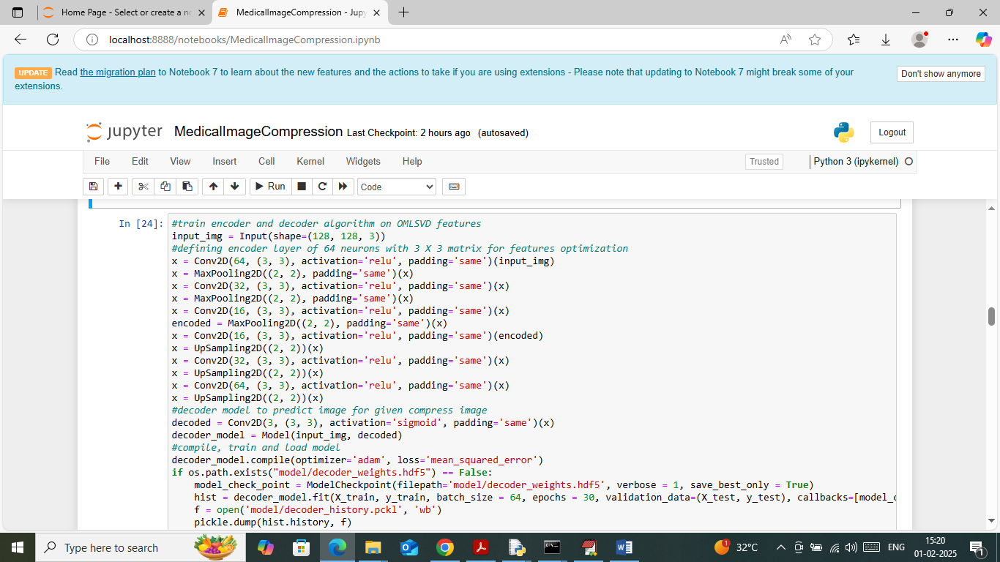 Home Page - Select or create a n
MedicalImageCompression - Jupy
localhost:8888/notebooks/MedicalImageCompression.ipynb
UPDATE Read the migration plan to Notebook 7 to learn about the new features and the actions to take if you are using extensions - Please note that updating to Notebook 7 might break some of your
extensions.
Don't show anymore
jupyter MedicalImageCompression Last Checkpoint: 2 hours ago (autosaved)
Logout
File Edit View Insert Cell Kernel Widgets Help
Trusted
Python 3 (ipykernel)
Run
Code
In [24]:
#train encoder and decoder algorithm on OMLSVD features
input_img = Input(shape=(128, 128, 3))
#defining encoder layer of 64 neurons with 3 X 3 matrix for features optimization
x = Conv2D(64, (3, 3), activation='relu', padding='same')(input_img)
x = MaxPooling2D((2, 2), padding='same')(x)
x = Conv2D(32, (3, 3), activation='relu', padding='same')(x)
x = MaxPooling2D((2, 2), padding='same')(x)
x = Conv2D(16, (3, 3), activation='relu', padding='same')(x)
encoded = MaxPooling2D((2, 2), padding='same')(x)
x = Conv2D(16, (3, 3), activation='relu', padding='same')(encoded)
x = UpSampling2D((2, 2))(x)
x = Conv2D(32, (3, 3), activation='relu', padding='same')(x)
x = UpSampling2D((2, 2))(x)
x = Conv2D(64, (3, 3), activation='relu', padding='same')(x)
x = UpSampling2D((2, 2))(x)
#decoder model to predict image for given compress image
decoded = Conv2D(3, (3, 3), activation='sigmoid', padding='same')(x)
decoder_model = Model(input_img, decoded)
#compile, train and load model
decoder_model.compile(optimizer='adam', loss='mean_squared_error')
if os.path.exists("model/decoder_weights.hdf5") == False:
    model_check_point = ModelCheckpoint(filepath='model/decoder_weights.hdf5', verbose = 1, save_best_only = True)
    hist = decoder_model.fit(X_train, y_train, batch_size = 64, epochs = 30, validation_data=(X_test, y_test), callbacks=[model_c
    f = open('model/decoder_history.pckl', 'wb')
    pickle.dump(hist.history, f)
Type here to search
1
32°C
ENG
15:20
01-02-2025
1